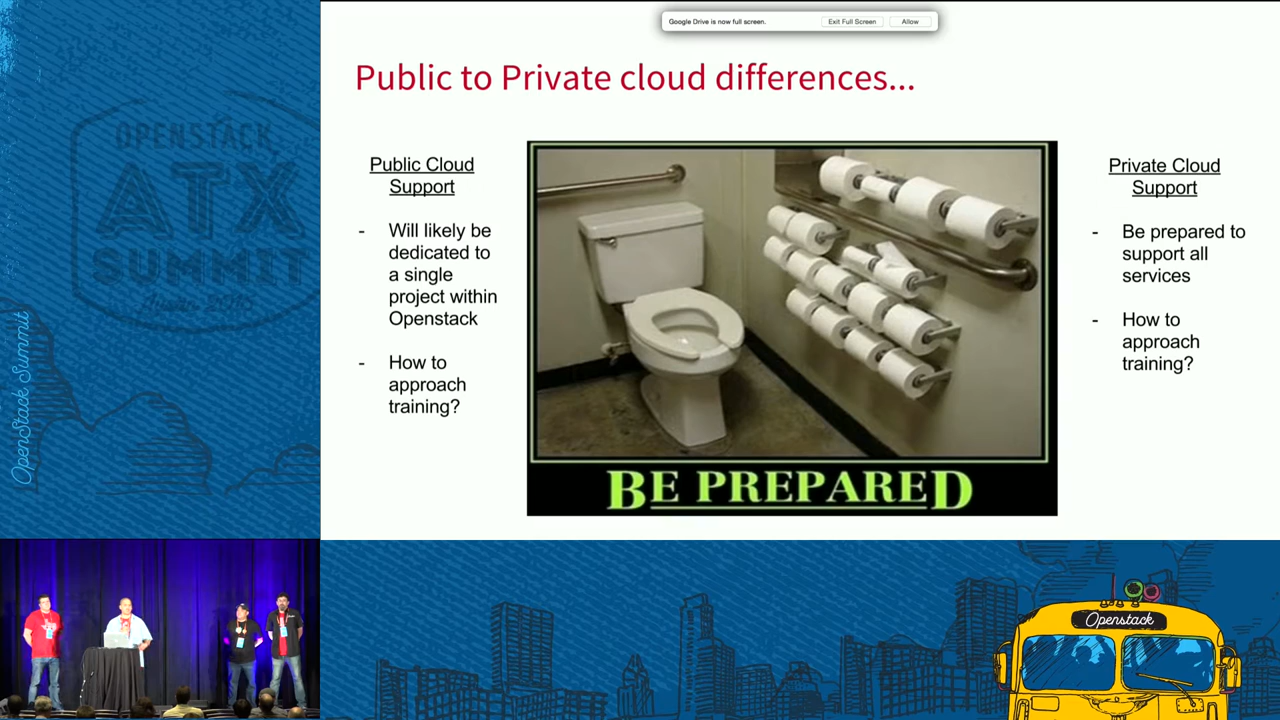 Google Drive is now full screen.
Exit Full Screen
Allow
Public to Private cloud differences...
OPENSTACK
ATX
SUMMIT
OpenStack Summit
Public Cloud
Support
- Will likely be
dedicated to
a single
project within
Openstack
- How to
approach
training?
BE PREPARED
Private Cloud
Support
- Be prepared to
support all
services
- How to
approach
training?
Openstack